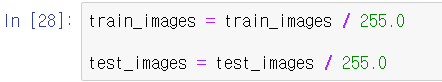 In [28]: train_images = train_images / 255.0
test_images = test_images / 255.0